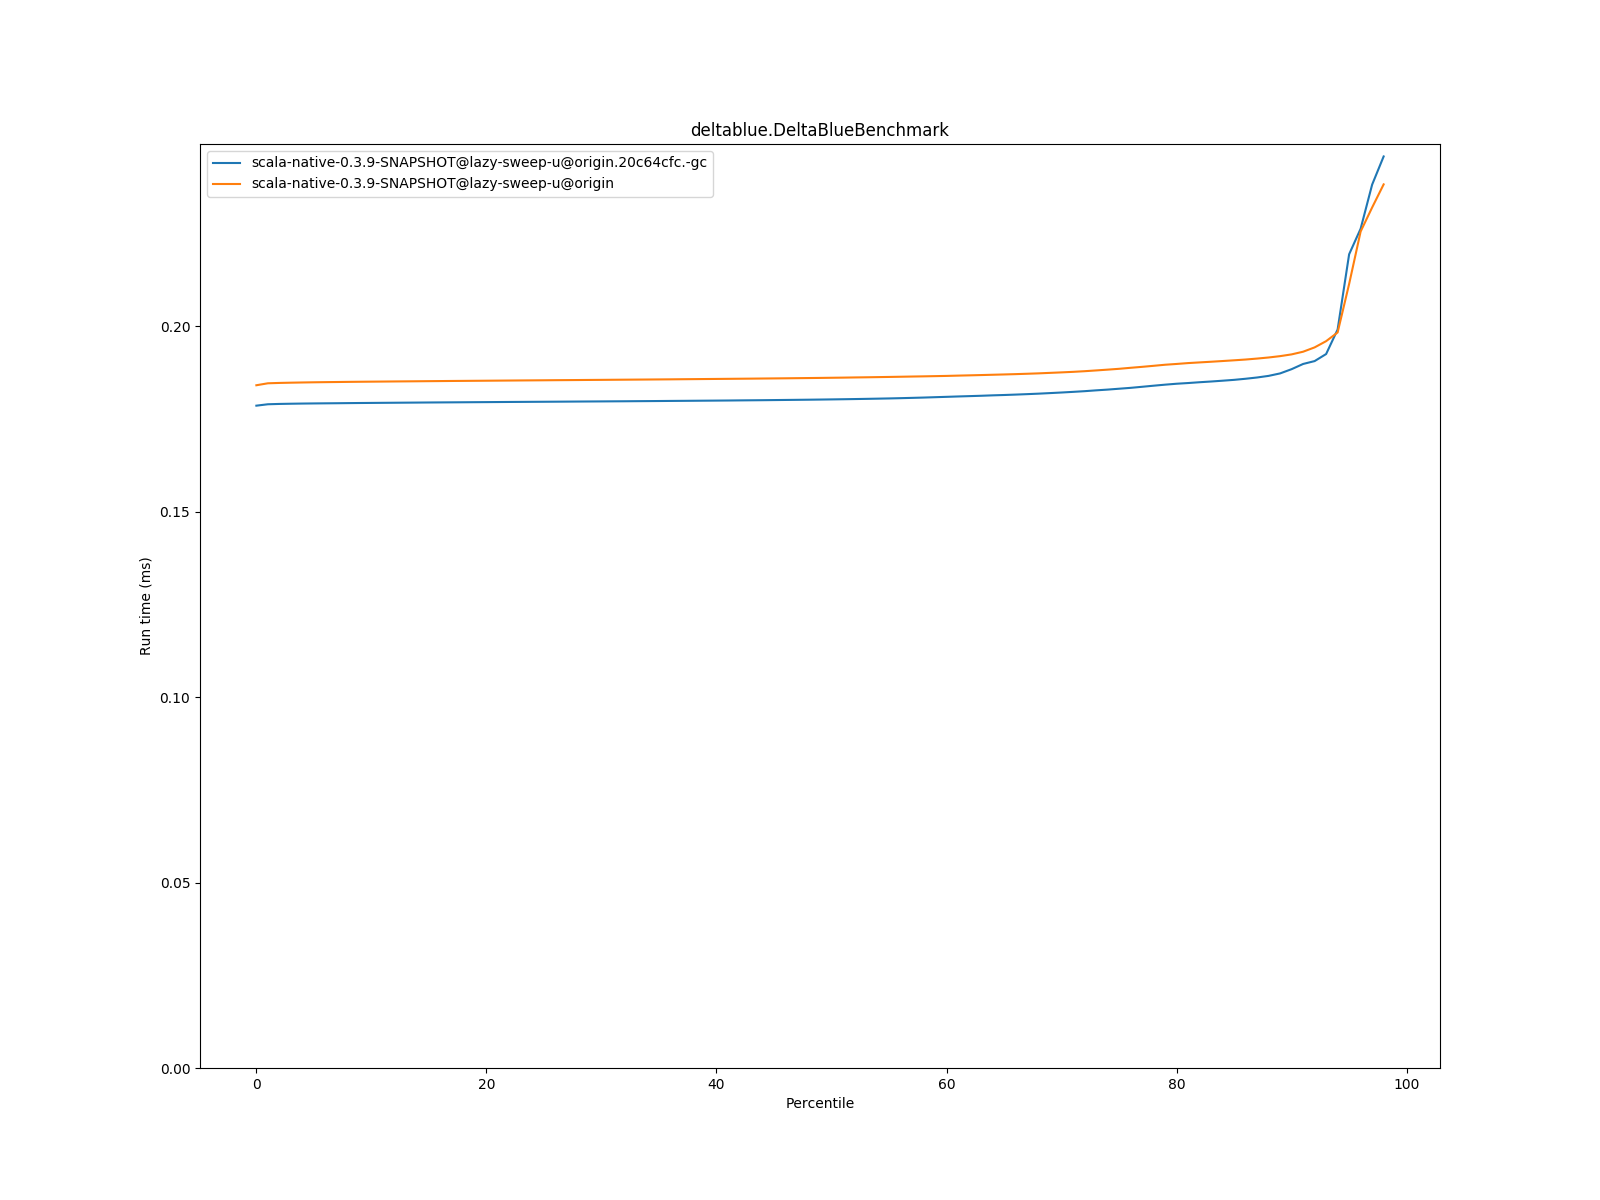 deltablue.DeltaBlueBenchmark
scala-native-0.3.9-SNAPSHOT@lazy-sweep-u@origin.20c64cfc.-gc
scala-native-0.3.9-SNAPSHOT@lazy-sweep-u@origin
0.20
0.15
0.10
0.05
0.00
Run time (ms)
0 20 40 60 80 100
Percentile